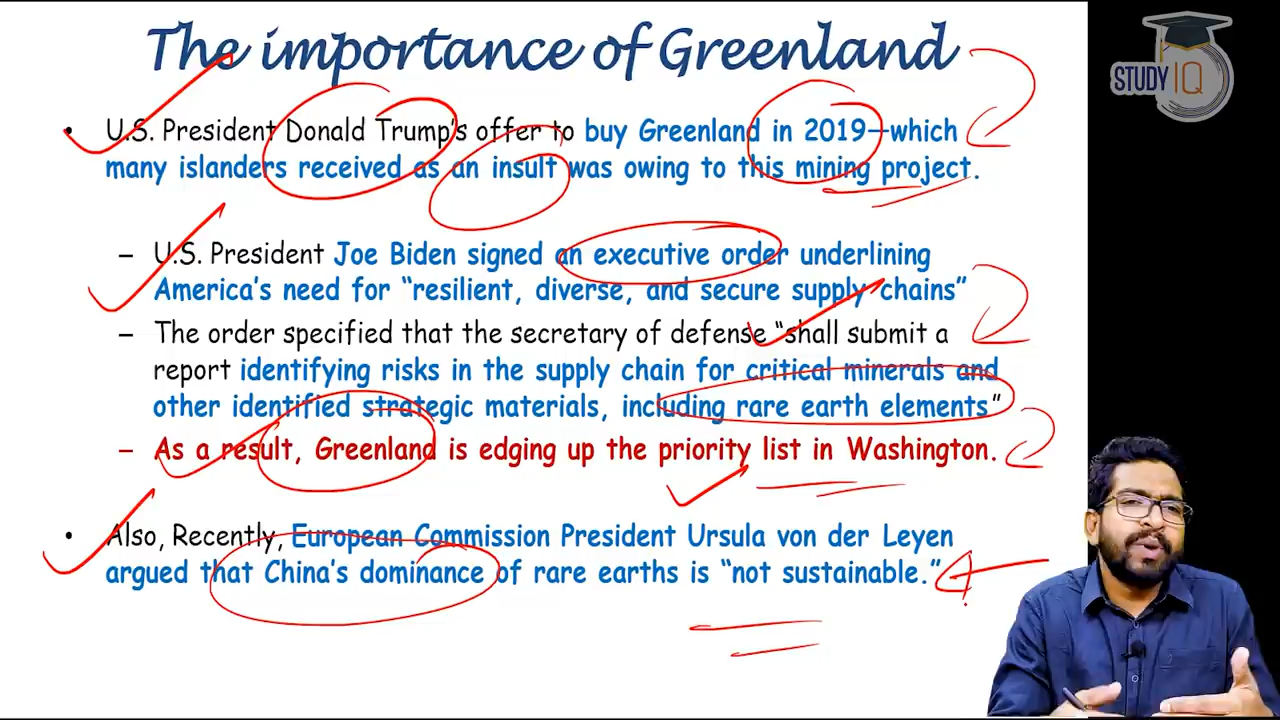 The importance of Greenland
STUDY IQ
• U.S. President Donald Trump's offer to buy Greenland in 2019—which
many islanders received as an insult was owing to this mining project.
– U.S. President Joe Biden signed an executive order underlining
America's need for “resilient, diverse, and secure supply chains”
– The order specified that the secretary of defense “shall submit a
report identifying risks in the supply chain for critical minerals and
other identified strategic materials, including rare earth elements”
– As a result, Greenland is edging up the priority list in Washington.
• Also, Recently, European Commission President Ursula von der Leyen
argued that China's dominance of rare earths is “not sustainable.”